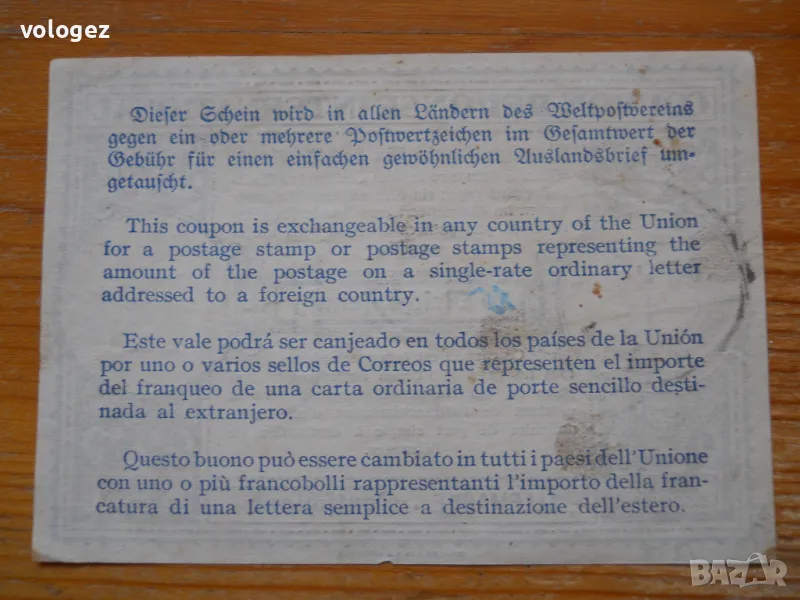 vologez
Dieſer Schein wird in allen Ländern des Weltpoſtvereins
gegen ein oder mehrere Poſtwertzeichen im Geſamtwert der
Gebühr für einen einfachen gewöhnlichen Auslandsbrief um-
getauſcht.
This coupon is exchangeable in any country of the Union
for a postage stamp or postage stamps representing the
amount of the postage on a single-rate ordinary letter
addressed to a foreign country.
Este vale podrá ser canjeado en todos los países de la Unión
por uno o varios sellos de Correos que representen el importe
del franqueo de una carta ordinaria de porte sencillo desti-
nada al extranjero.
Questo buono può essere cambiato in tutti i paesi dell'Unione
con uno o più francobolli rappresentanti l'importo della fran-
catura di una lettera semplice a destinazione dell'estero.
BAZAR
bg